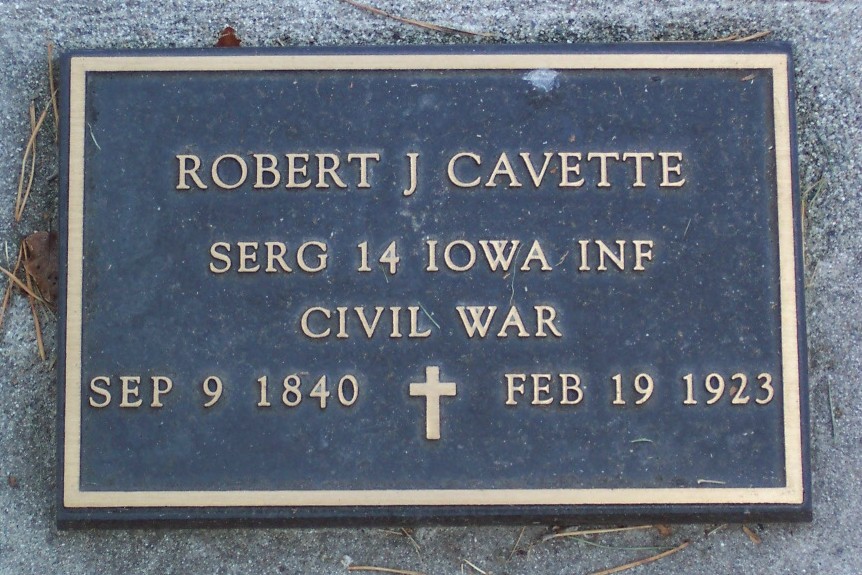 ROBERT J CAVETTE
SERG 14 IOWA INF
CIVIL WAR
SEP 9 1840 FEB 19 1923